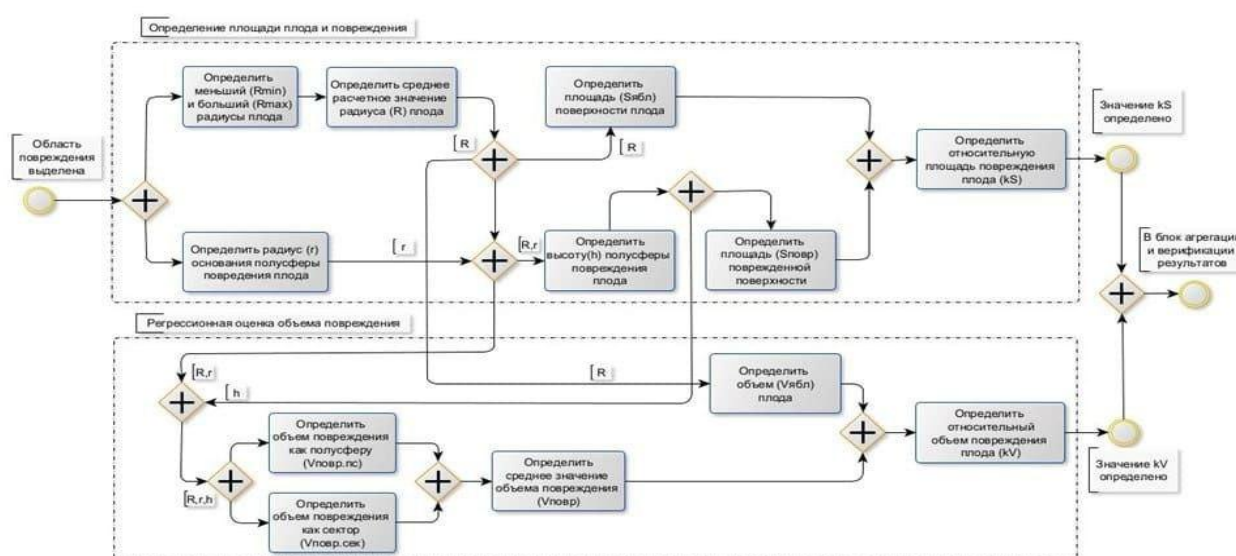 Определение площади плода и повреждения
Определить
меньший (Rmin)
и больший (Rmax)
радиусы плода
Определить среднее
расчетное значение
радиуса (R) плода
Определить
площадь (Sябл)
поверхности плода
Значение kS
определено
Область
повреждения
выделена
R
R
Определить
относительную
площадь повреждения
плода (kS)
Определить радиус (r)
основания полусферы
повредения плода
r
R,r
Определить
высоту(h) полусферы
повреждения
плода
Определить
площадь (Sповр)
поврежденной
поверхности
В блок агрегации
и верификации
результатов
Регрессионная оценка объема повреждения
R,r
h
R
Определить
объем (Vябл)
плода
Определить
объем повреждения
как полусферу
(Vповр.пс)
Определить
относительный
объем повреждения
плода (kV)
R,r,h
Определить
среднее значение
объема повреждения
(Vповр)
Значение kV
определено
Определить
объем повреждения
как сектор
(Vповр.сек)